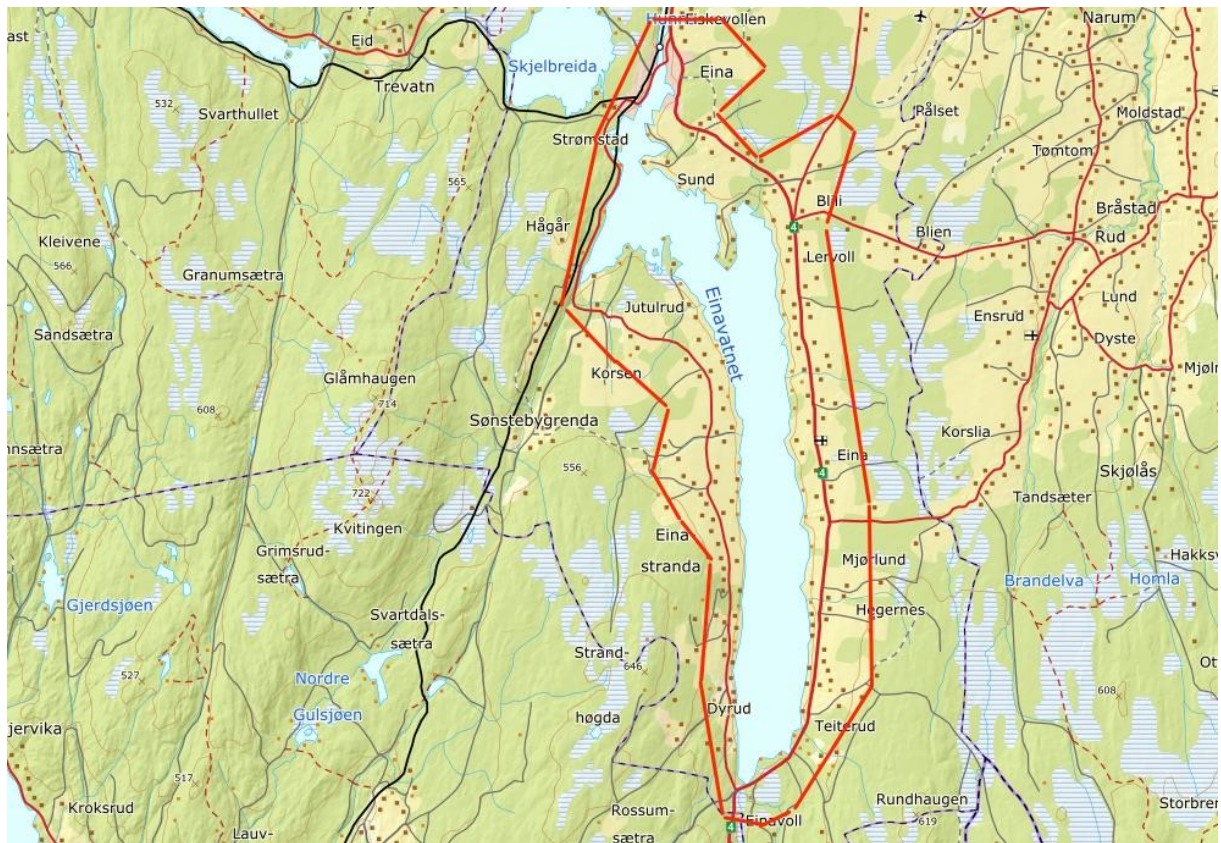 Hunn
Eiskevollen
Narum
Eid
Skjelbreida
Eina
Trevatn
532
Svarthullet
Pålset
Moldstad
Strømstad
Tømtom
Sund
565
Blili
Bråstad
Hågår
4
Blien
Rud
Kleivene
566
Lervoll
Granumsætra
Einavatnet
Lund
Jutulrud
Ensrud
Sandsætra
Dyste
Korsen
Glåmhaugen
714
608
Sønstebygrenda
Korslia
Eina
4
556
Skjølås
722
Tandsæter
Kvitingen
Eina-
stranda
Grimsrud-
sætra
Mjørlund
Brandelva
Homla
Gjerdsjøen
Hegernes
Svartdals-
sætra
Strand-
høgda
646
527
Nordre
Gulsjøen
608
Dyrud
Teiterud
jervika
517
Kroksrud
Rossum-
sætra
4
Einavoll
Rundhaugen
619
Storbren
Lauv-